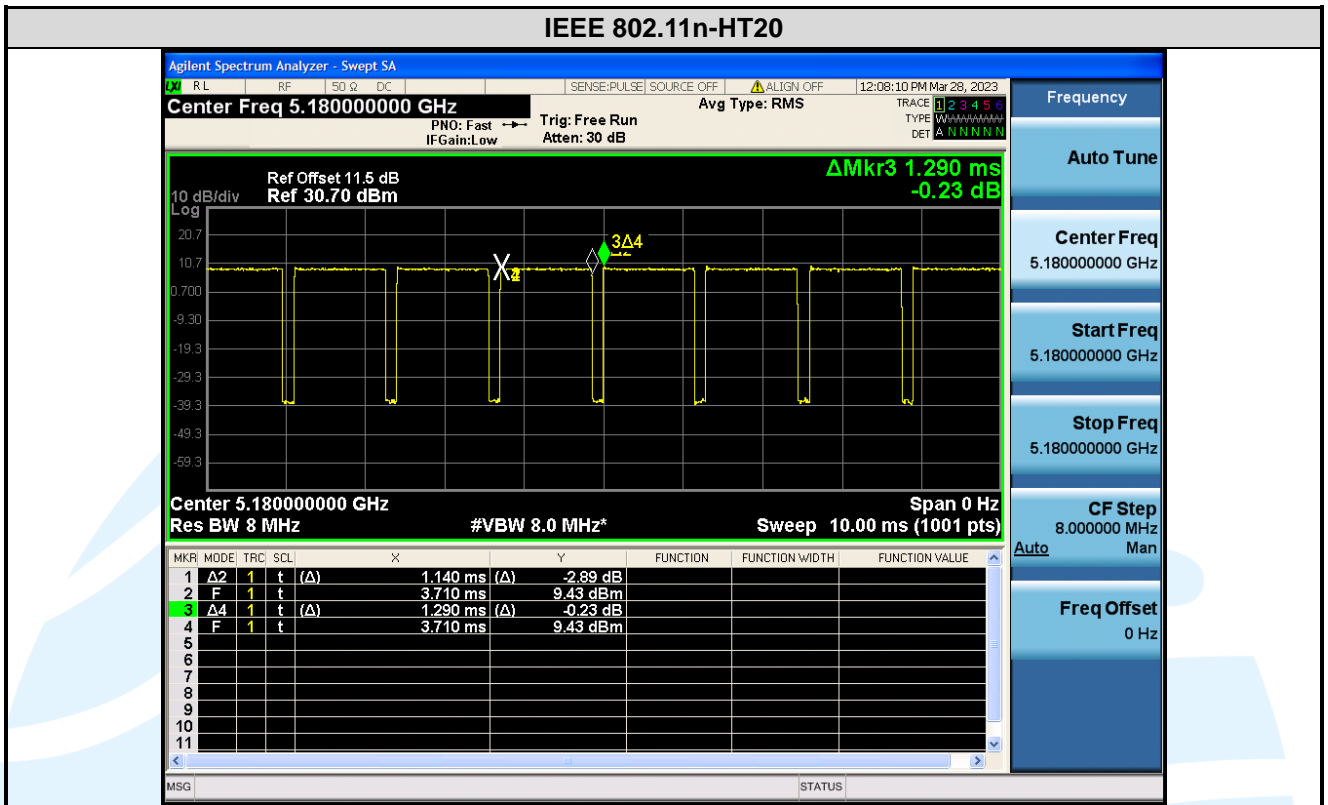 IEEE 802.11n-HT20
Agilent Spectrum Analyzer - Swept SA
LXI RL RF 50 Ω DC SENSE:PULSE SOURCE OFF ALIGN OFF 12:08:10 PM Mar 28, 2023
Center Freq 5.180000000 GHz
PNO: Fast
IFGain:Low
Trig: Free Run
Atten: 30 dB
Avg Type: RMS
TRACE 1 2 3 4 5 6
TYPE WWWWWW
DET A N N N N N
ΔMkr3 1.290 ms
-0.23 dB
Ref Offset 11.5 dB
10 dB/div Ref 30.70 dBm
Log
20.7
10.7
0.700
-9.30
-19.3
-29.3
-39.3
-49.3
-59.3
3Δ4
Center 5.180000000 GHz Span 0 Hz
Res BW 8 MHz #VBW 8.0 MHz* Sweep 10.00 ms (1001 pts)
MKR MODE TRC SCL X Y FUNCTION FUNCTION WIDTH FUNCTION VALUE
1 Δ2 1 t (Δ) 1.140 ms (Δ) -2.89 dB
2 F 1 t 3.710 ms 9.43 dBm
3 Δ4 1 t (Δ) 1.290 ms (Δ) -0.23 dB
4 F 1 t 3.710 ms 9.43 dBm
5
6
7
8
9
10
11
MSG STATUS
Frequency
Auto Tune
Center Freq
5.180000000 GHz
Start Freq
5.180000000 GHz
Stop Freq
5.180000000 GHz
CF Step
8.000000 MHz
Auto Man
Freq Offset
0 Hz